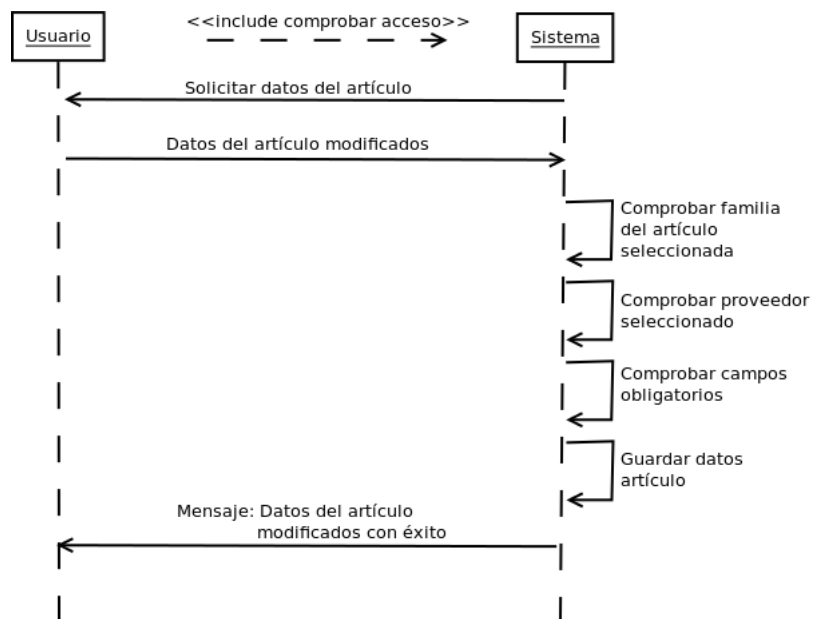 <<include comprobar acceso>>
Usuario
Sistema
Solicitar datos del artículo
Datos del artículo modificados
Comprobar familia
del artículo
seleccionada
Comprobar proveedor
seleccionado
Comprobar campos
obligatorios
Guardar datos
artículo
Mensaje: Datos del artículo
modificados con éxito